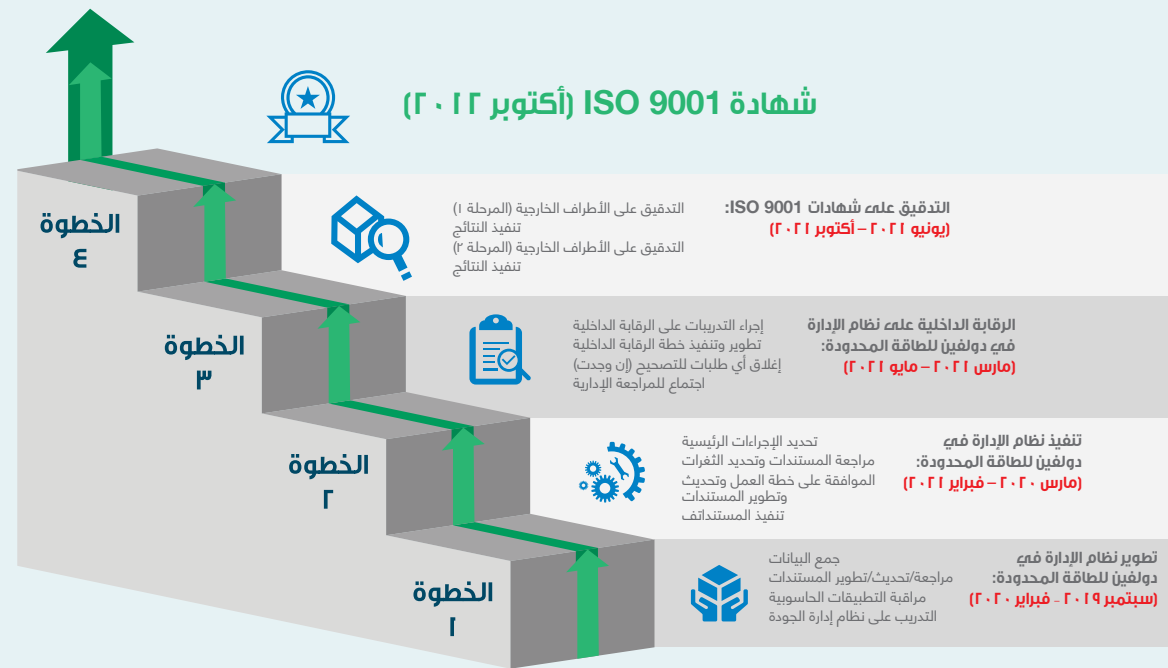 شهادة ISO 9001 (أكتوبر ٢٠٢٢)
الخطوة
٤
التدقيق على شهادات ISO 9001:
(يونيو ٢٠٢١ – أكتوبر ٢٠٢١)
التدقيق على الأطراف الخارجية (المرحلة ١)
تنفيذ النتائج
التدقيق على الأطراف الخارجية (المرحلة ٢)
تنفيذ النتائج
الخطوة
٣
الرقابة الداخلية على نظام الإدارة
في دولفين للطاقة المحدودة:
(مارس ٢٠٢١ – مايو ٢٠٢١)
إجراء التدريبات على الرقابة الداخلية
تطوير وتنفيذ خطة الرقابة الداخلية
إغلاق أي طلبات للتصحيح (إن وجدت)
اجتماع للمراجعة الإدارية
الخطوة
٢
تنفيذ نظام الإدارة في
دولفين للطاقة المحدودة:
(مارس ٢٠٢٠ – فبراير ٢٠٢١)
تحديد الإجراءات الرئيسية
مراجعة المستندات وتحديد الثغرات
الموافقة على خطة العمل وتحديث
وتطوير المستندات
تنفيذ المستنداتف
الخطوة
١
تطوير نظام الإدارة في
دولفين للطاقة المحدودة:
(سبتمبر ٢٠١٩ - فبراير ٢٠٢٠)
جمع البيانات
مراجعة/تحديث/تطوير المستندات
مراقبة التطبيقات الحاسوبية
التدريب على نظام إدارة الجودة